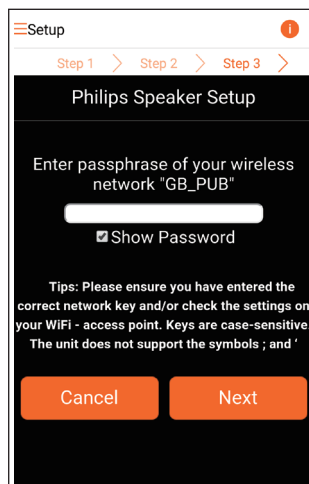 Setup
i
Step 1 Step 2 Step 3
Philips Speaker Setup
Enter passphrase of your wireless
network "GB_PUB"
Show Password
Tips: Please ensure you have entered the
correct network key and/or check the settings on
your WiFi - access point. Keys are case-sensitive.
The unit does not support the symbols ; and ‘
Cancel Next